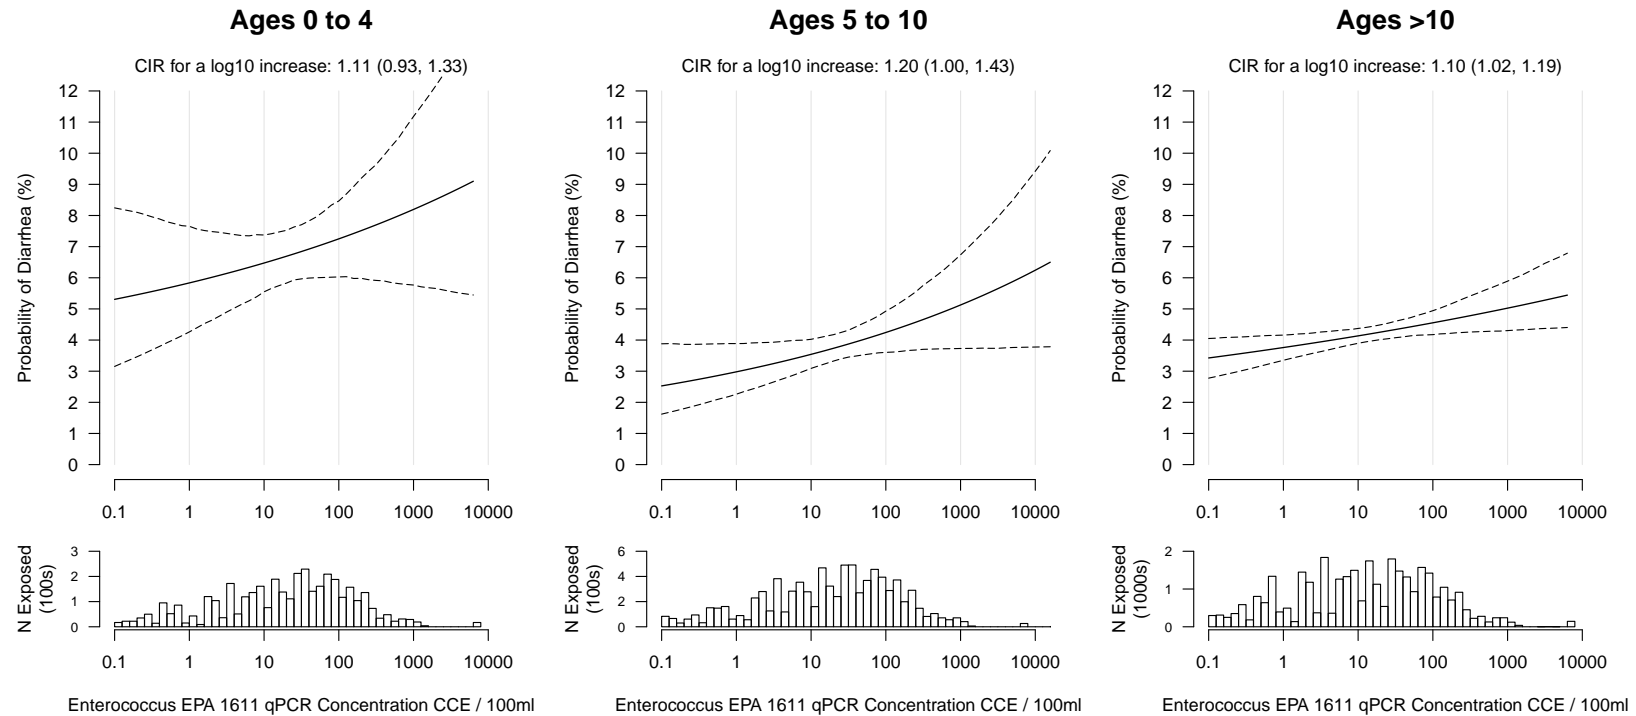 Ages 0 to 4
CIR for a log10 increase: 1.11 (0.93, 1.33)
Probability of Diarrhea (%)
12
11
10
9
8
7
6
5
4
3
2
1
0
0.1 1 10 100 1000 10000
N Exposed
(100s)
3
2
1
0
0.1 1 10 100 1000 10000
Enterococcus EPA 1611 qPCR Concentration CCE / 100ml
Ages 5 to 10
CIR for a log10 increase: 1.20 (1.00, 1.43)
Probability of Diarrhea (%)
12
11
10
9
8
7
6
5
4
3
2
1
0
0.1 1 10 100 1000 10000
N Exposed
(100s)
6
4
2
0
0.1 1 10 100 1000 10000
Enterococcus EPA 1611 qPCR Concentration CCE / 100ml
Ages >10
CIR for a log10 increase: 1.10 (1.02, 1.19)
Probability of Diarrhea (%)
12
11
10
9
8
7
6
5
4
3
2
1
0
0.1 1 10 100 1000 10000
N Exposed
(1000s)
2
1
0
0.1 1 10 100 1000 10000
Enterococcus EPA 1611 qPCR Concentration CCE / 100ml